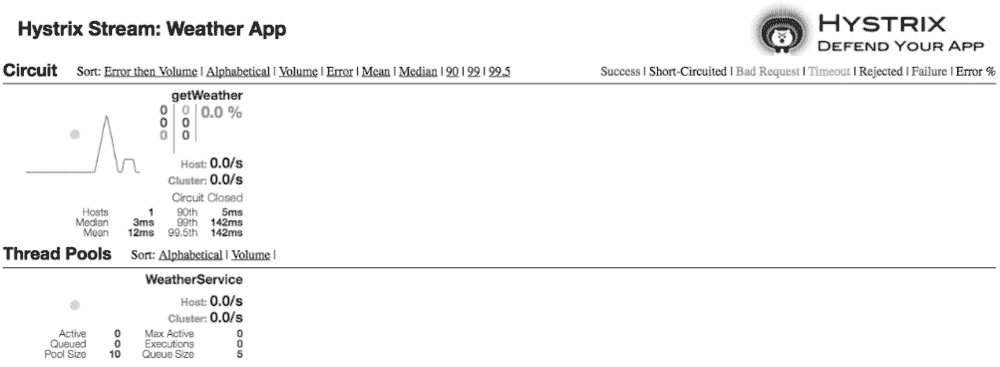 Hystrix Stream: Weather App
HYSTRIX
DEFEND YOUR APP
Circuit Sort: Error then Volume | Alphabetical | Volume | Error | Mean | Median | 90 | 99 | 99.5
Success | Short-Circuited | Bad Request | Timeout | Rejected | Failure | Error %
getWeather
0 0 0.0 %
0 0
0 0
Host: 0.0/s
Cluster: 0.0/s
Circuit Closed
Hosts 1 90th 5ms
Median 3ms 99th 142ms
Mean 12ms 99.5th 142ms
Thread Pools Sort: Alphabetical | Volume |
WeatherService
Host: 0.0/s
Cluster: 0.0/s
Active 0 Max Active 0
Queued 0 Executions 0
Pool Size 10 Queue Size 5